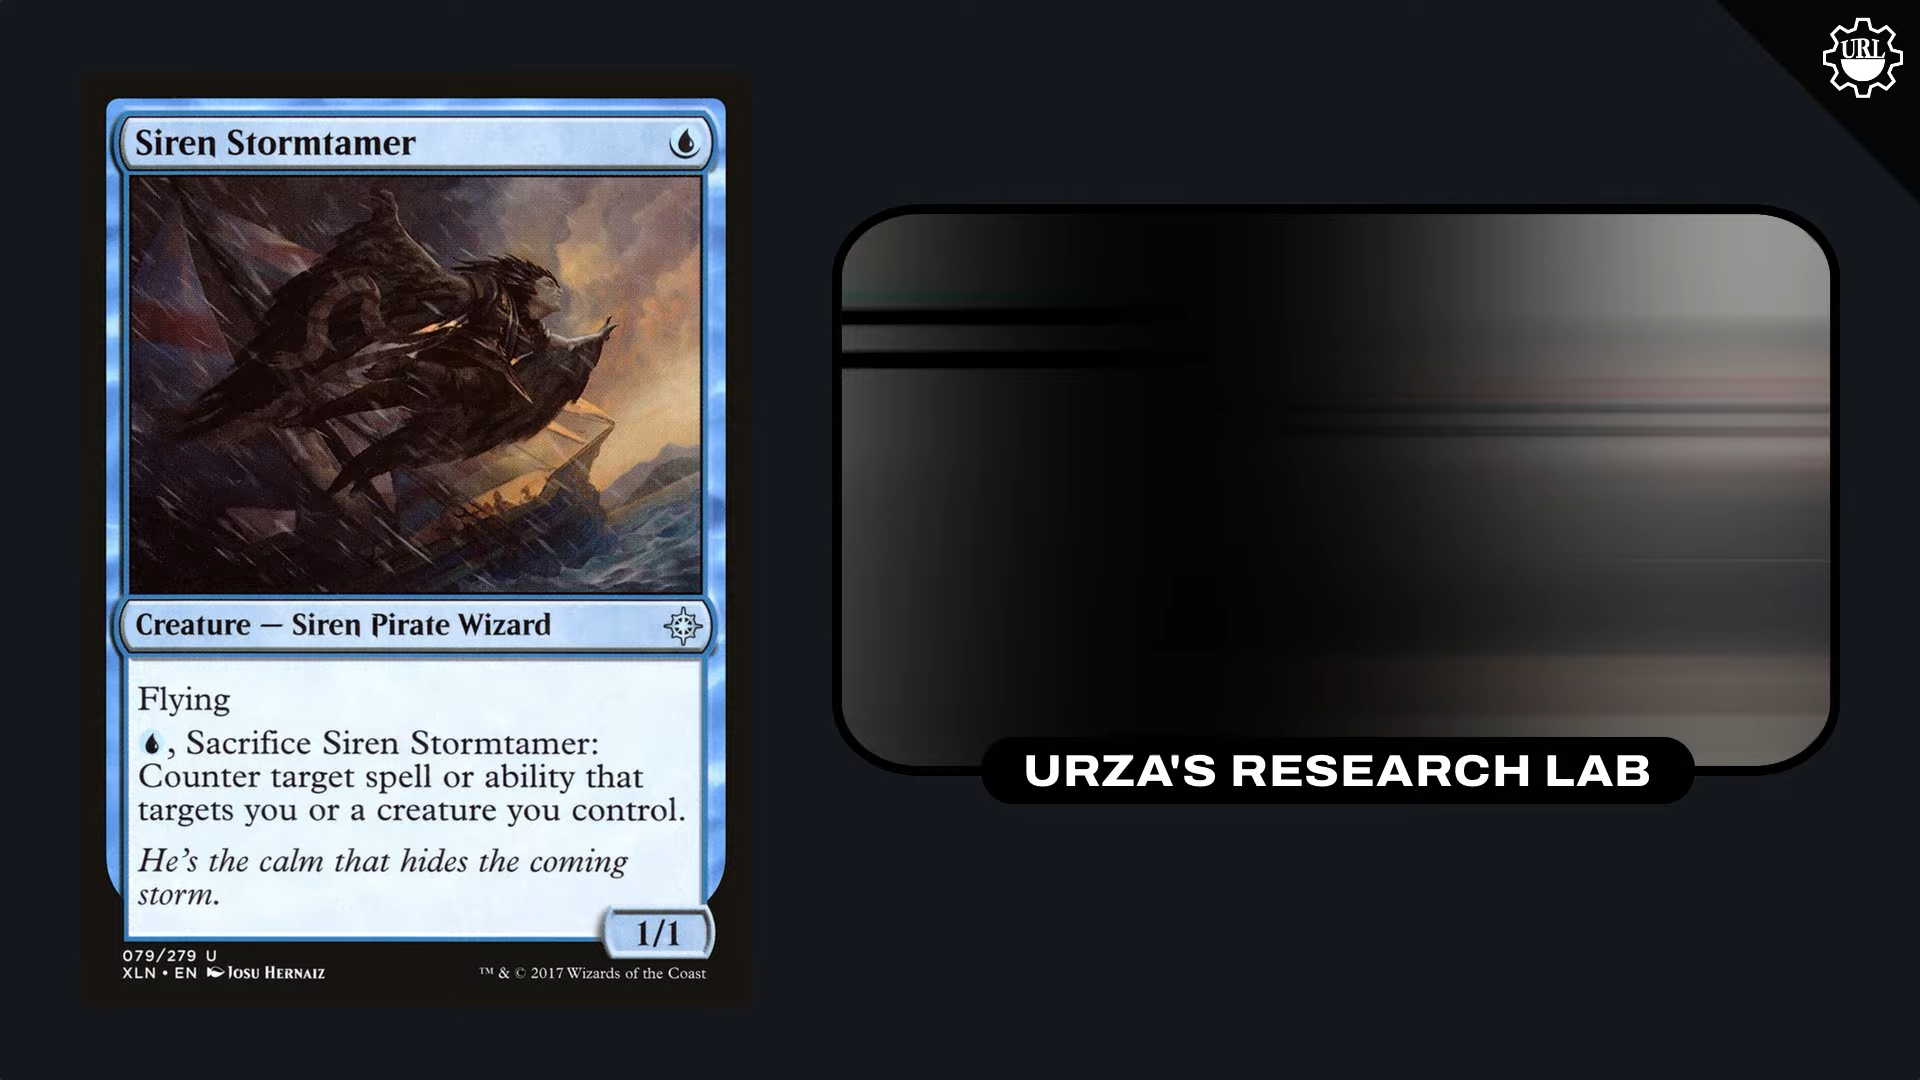 URL
Siren Stormtamer
Creature — Siren Pirate Wizard
Flying
, Sacrifice Siren Stormtamer:
Counter target spell or ability that
targets you or a creature you control.
He's the calm that hides the coming
storm.
1/1
079/279 U
XLN • EN Josu Hernaiz
™ & © 2017 Wizards of the Coast
URZA'S RESEARCH LAB